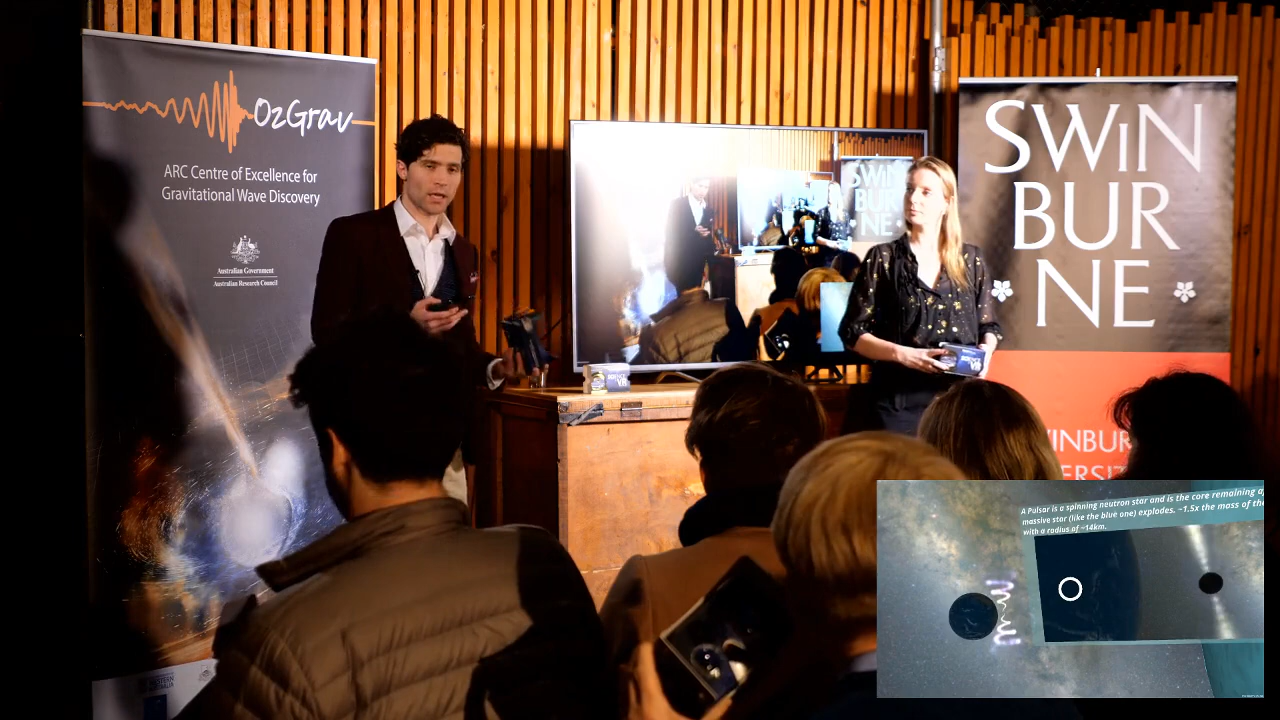 OzGrav
ARC Centre of Excellence for
Gravitational Wave Discovery
Australian Government
Australian Research Council
SWIN
BUR
NE
SWIN
BUR
NE
A Pulsar is a spinning neutron star and is the core remaining
massive star (like the blue one) explodes. ~1.5x the mass of the
with a radius of ~14km.